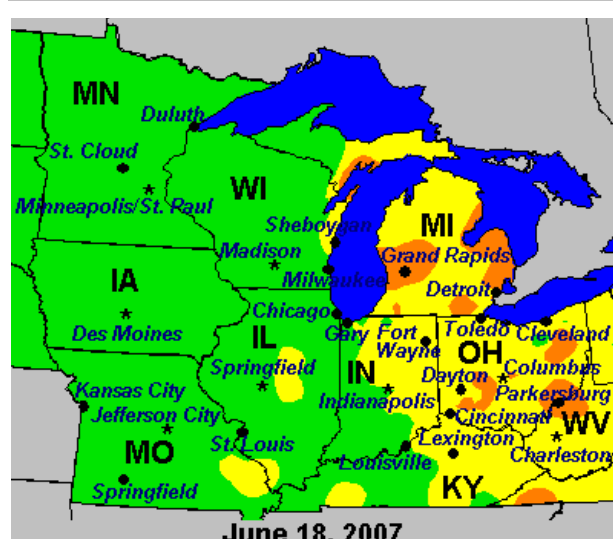 MN
Duluth
St. Cloud
WI
Minneapolis/St. Paul
Sheboygan
MI
Madison
Grand Rapids
Milwaukee
IA
Detroit
Chicago
Des Moines
IL
Gary
Fort
Wayne
Toledo
Cleveland
OH
Springfield
IN
Columbus
Dayton
Kansas City
Indianapolis
Parkersburg
Jefferson City
Cincinnati
WV
St. Louis
Lexington
MO
Louisville
Charleston
Springfield
KY
June 18, 2007